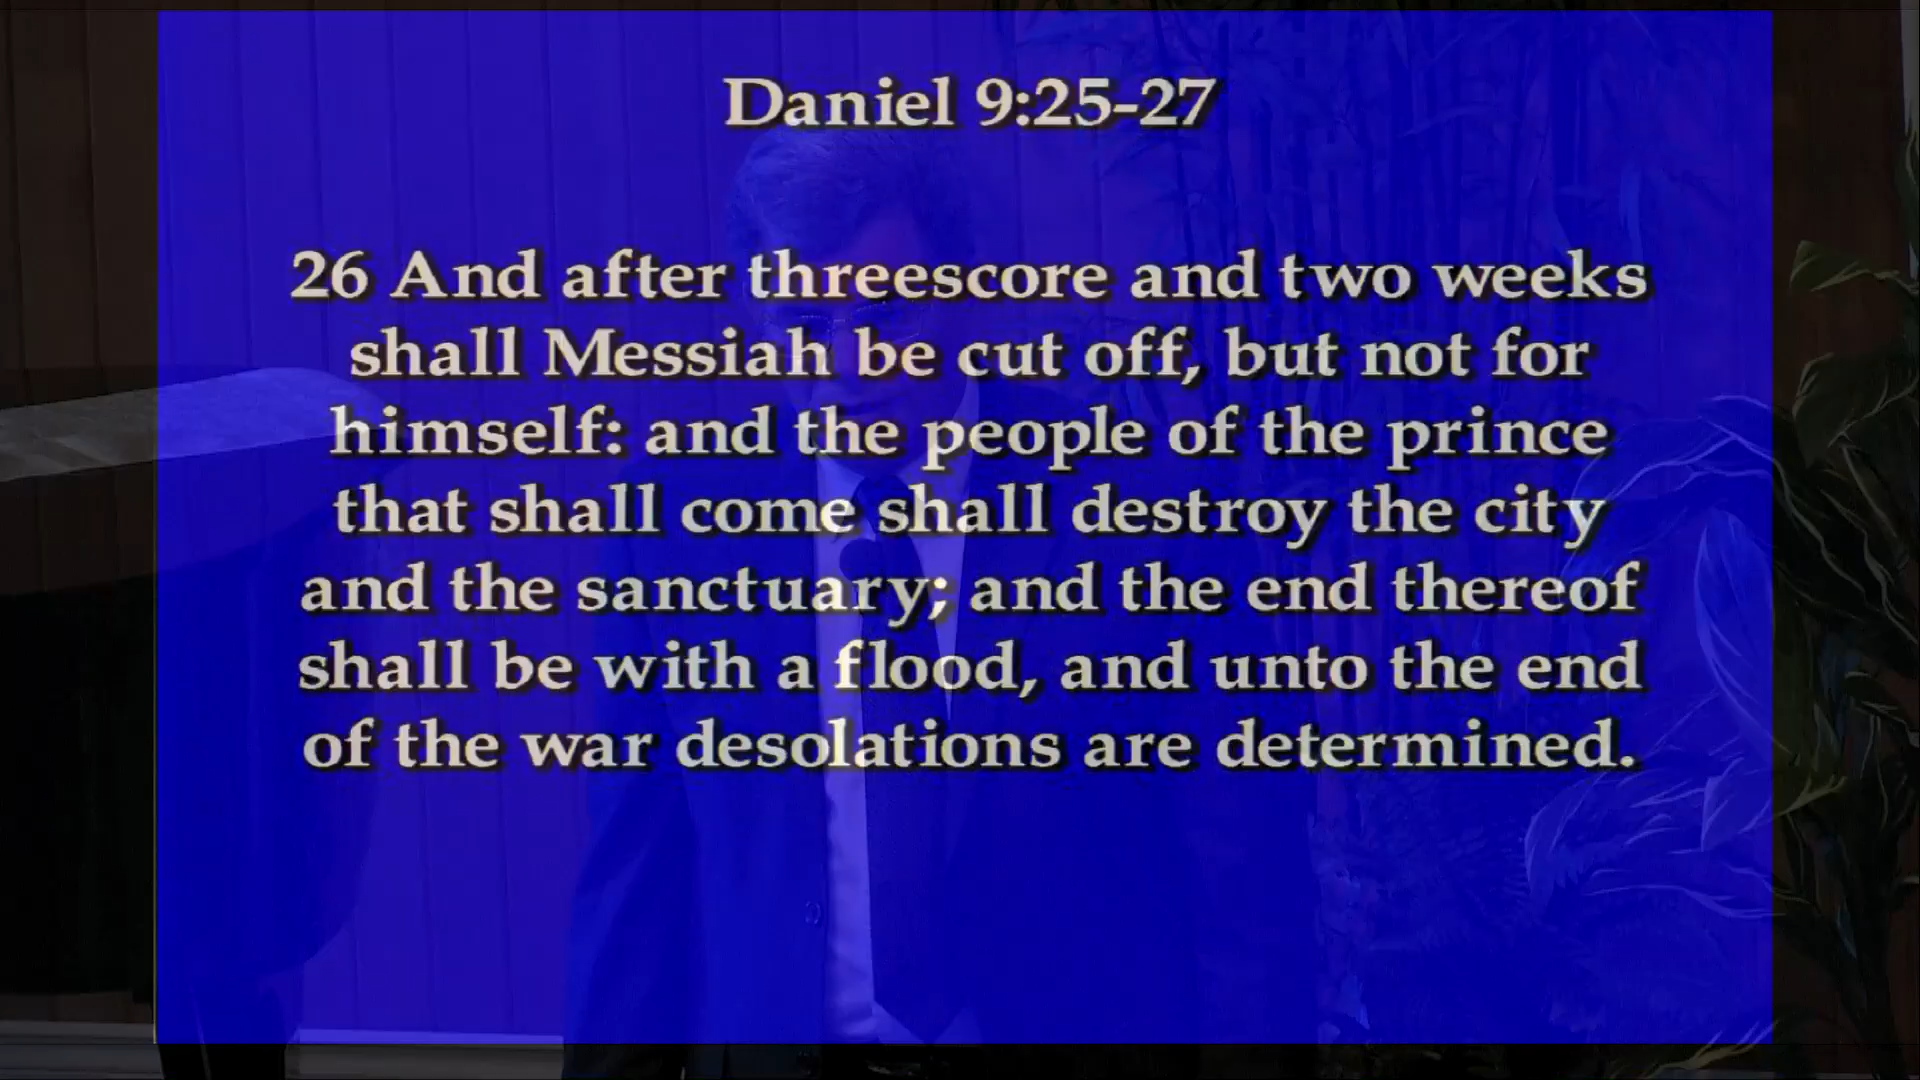 Daniel 9:25-27
26 And after threescore and two weeks
shall Messiah be cut off, but not for
himself: and the people of the prince
that shall come shall destroy the city
and the sanctuary; and the end thereof
shall be with a flood, and unto the end
of the war desolations are determined.